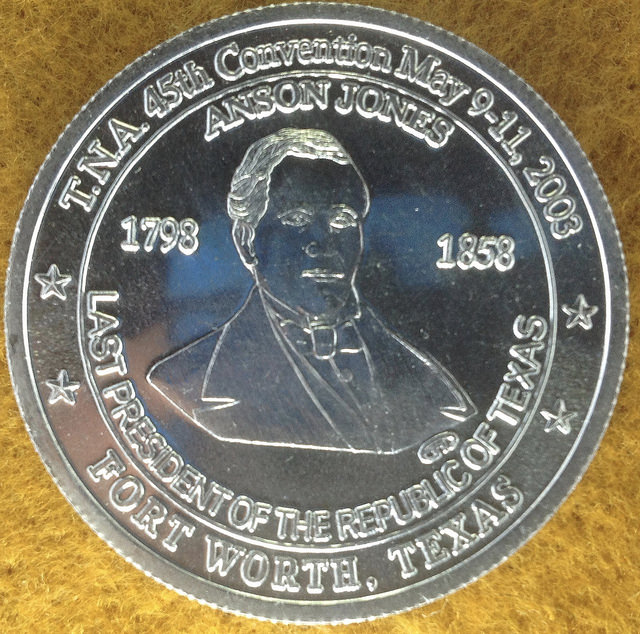 T.N.A. 45th Convention May 9-11, 2003
ANSON JONES
1798
1858
LAST PRESIDENT OF THE REPUBLIC OF TEXAS
FORT WORTH, TEXAS